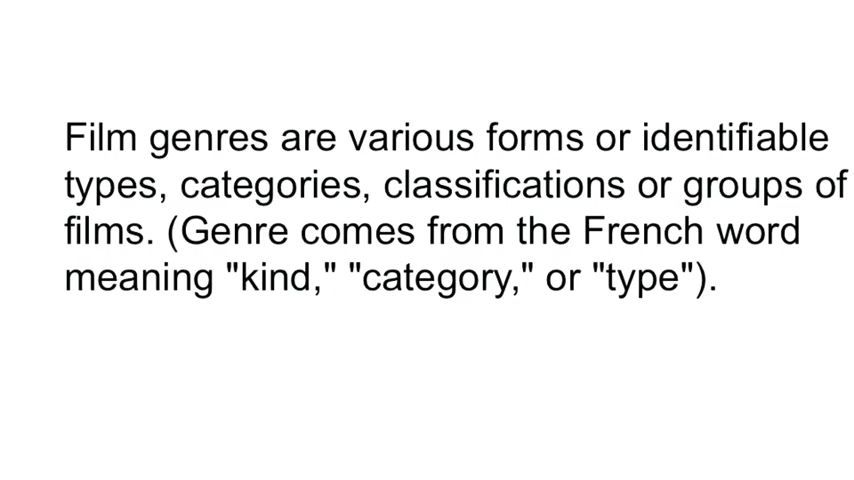 Film genres are various forms or identifiable
types, categories, classifications or groups of
films. (Genre comes from the French word
meaning "kind," "category," or "type").